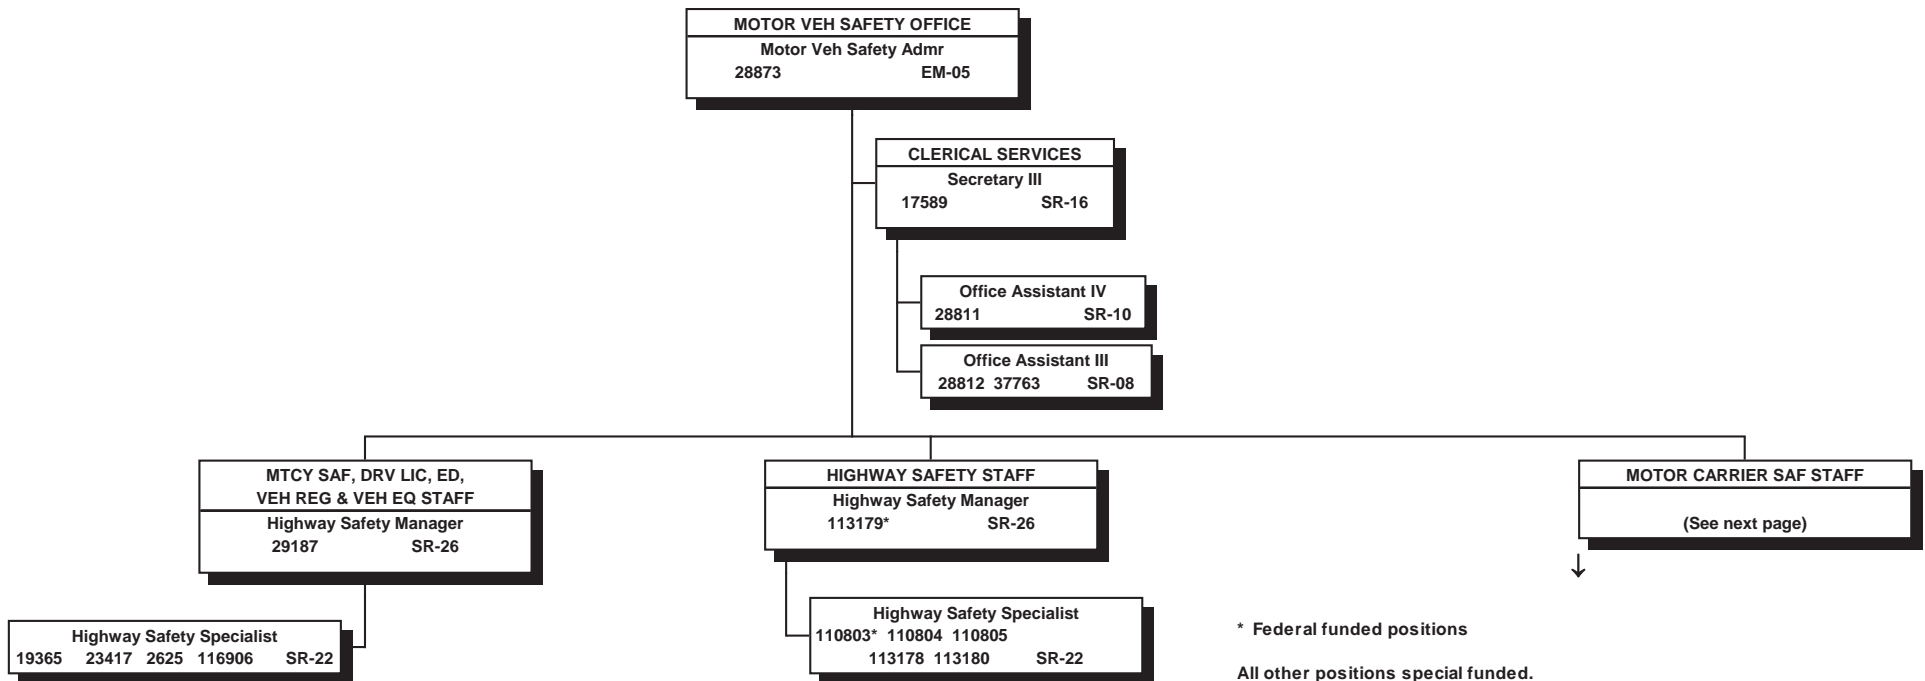 MOTOR VEH SAFETY OFFICE
Motor Veh Safety Admr
28873 EM-05
CLERICAL SERVICES
Secretary III
17589 SR-16
Office Assistant IV
28811 SR-10
Office Assistant III
28812 37763 SR-08
MTCY SAF, DRV LIC, ED,
VEH REG & VEH EQ STAFF
Highway Safety Manager
29187 SR-26
Highway Safety Specialist
19365 23417 2625 116906 SR-22
HIGHWAY SAFETY STAFF
Highway Safety Manager
113179* SR-26
Highway Safety Specialist
110803* 110804 110805
113178 113180 SR-22
MOTOR CARRIER SAF STAFF
(See next page)
* Federal funded positions
All other positions special funded.